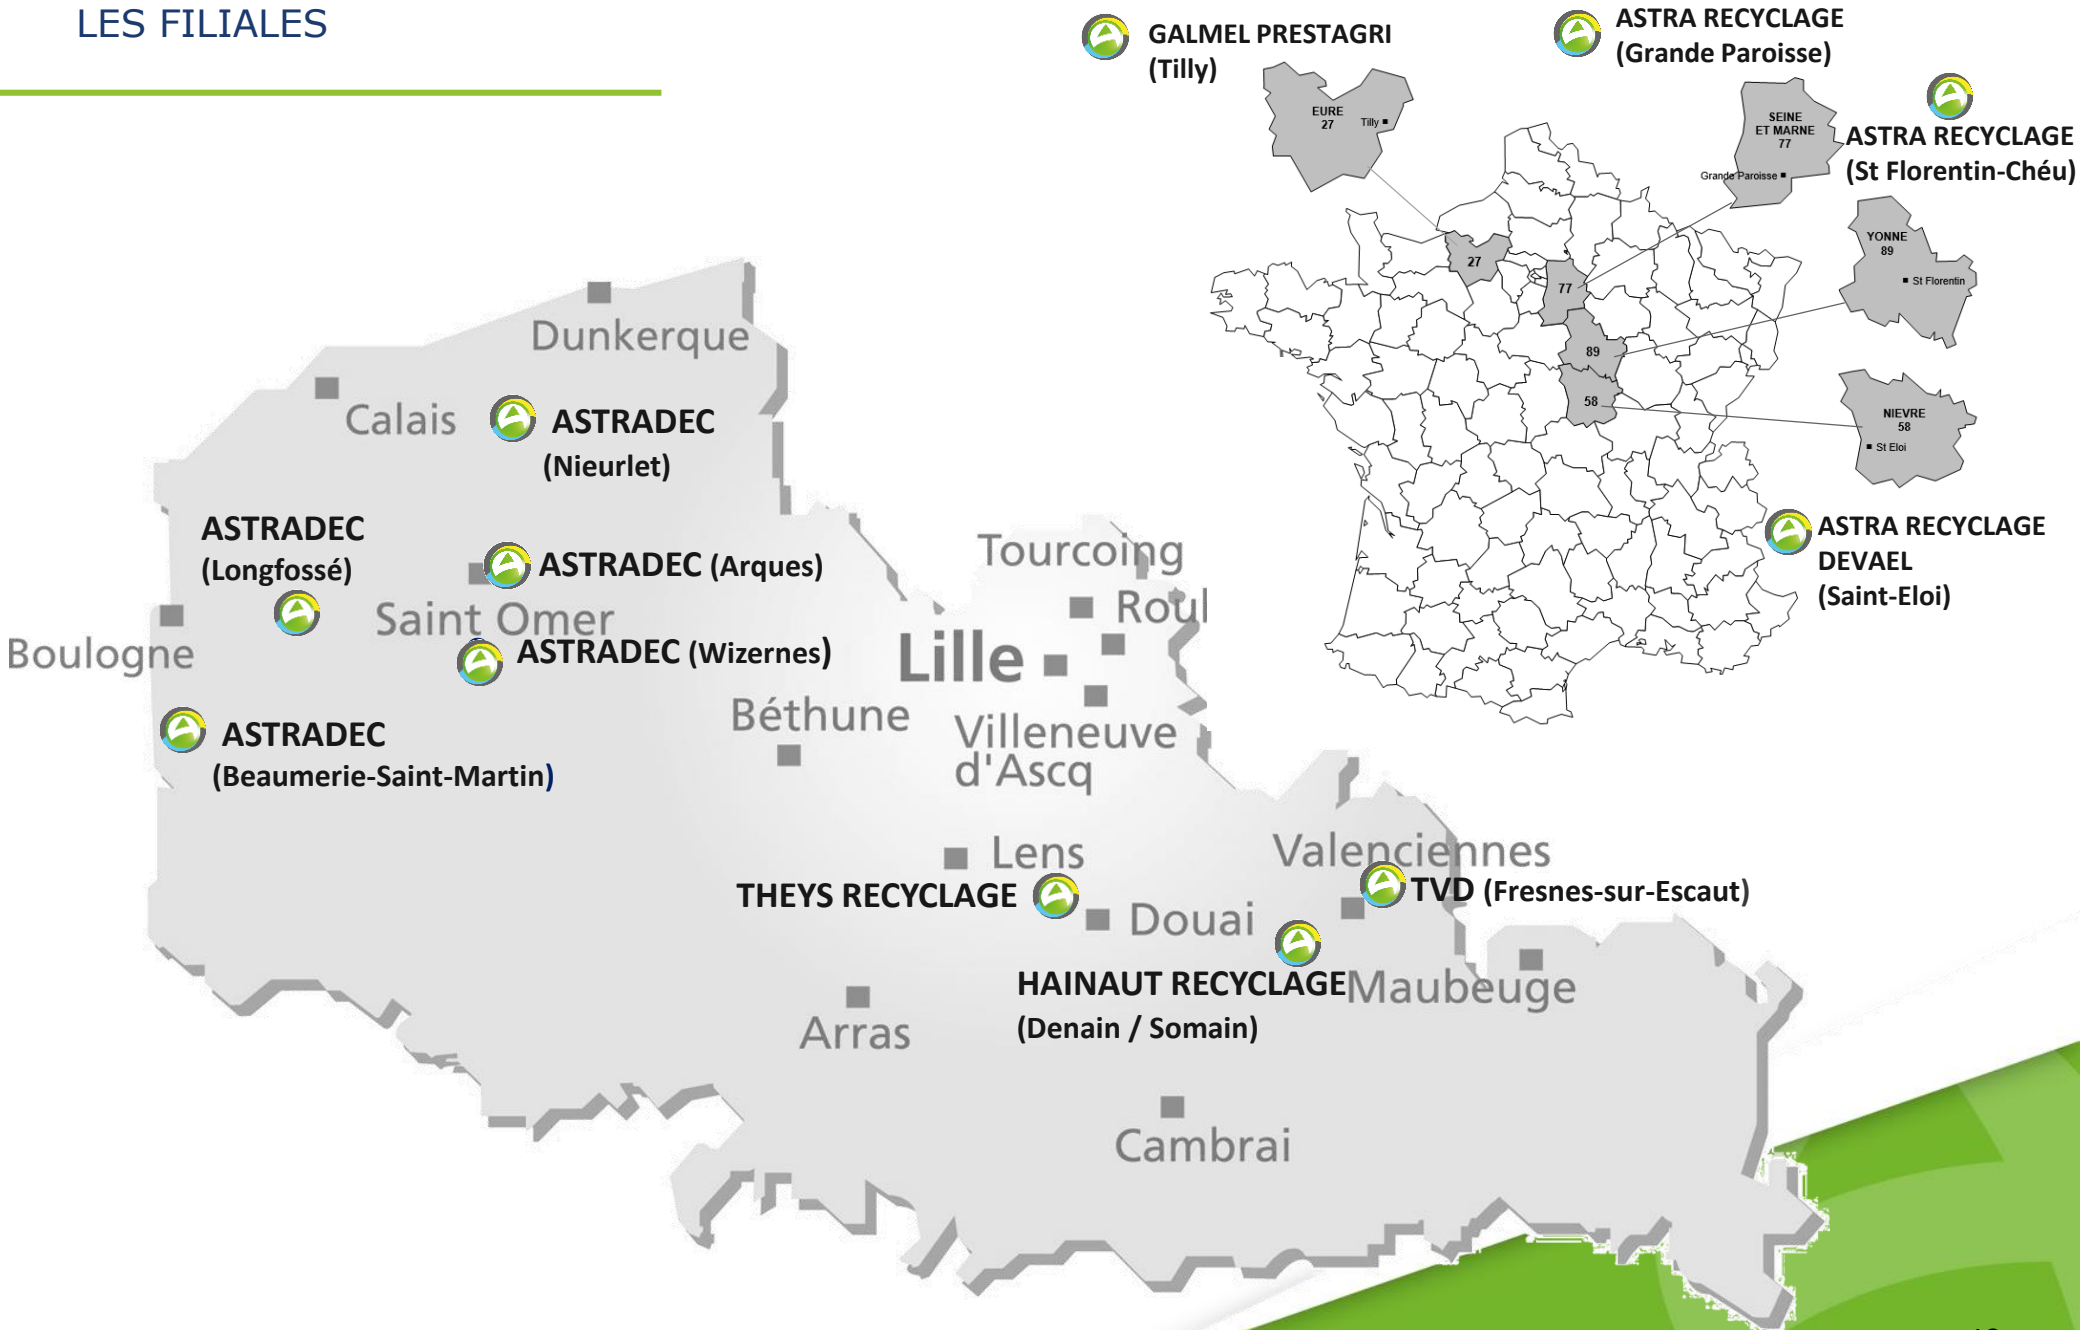 LES FILIALES
GALMEL PRESTAGRI
(Tilly)
ASTRA RECYCLAGE
(Grande Paroisse)
ASTRA RECYCLAGE
(St Florentin-Chéu)
EURE
27
Tilly
SEINE
ET MARNE
77
Grande Paroisse
YONNE
89
St Florentin
NIEVRE
58
St Eloi
27
77
89
58
ASTRA RECYCLAGE
DEVAEL
(Saint-Eloi)
Dunkerque
Calais
ASTRADEC
(Nieurlet)
ASTRADEC
(Longfossé)
ASTRADEC (Arques)
Saint Omer
ASTRADEC (Wizernes)
Boulogne
ASTRADEC
(Beaumerie-Saint-Martin)
Tourcoing
Roul
Lille
Béthune
Villeneuve
d'Ascq
Lens
Valenciennes
THEYS RECYCLAGE
TVD (Fresnes-sur-Escaut)
Douai
HAINAUT RECYCLAGE
(Denain / Somain)
Maubeuge
Arras
Cambrai